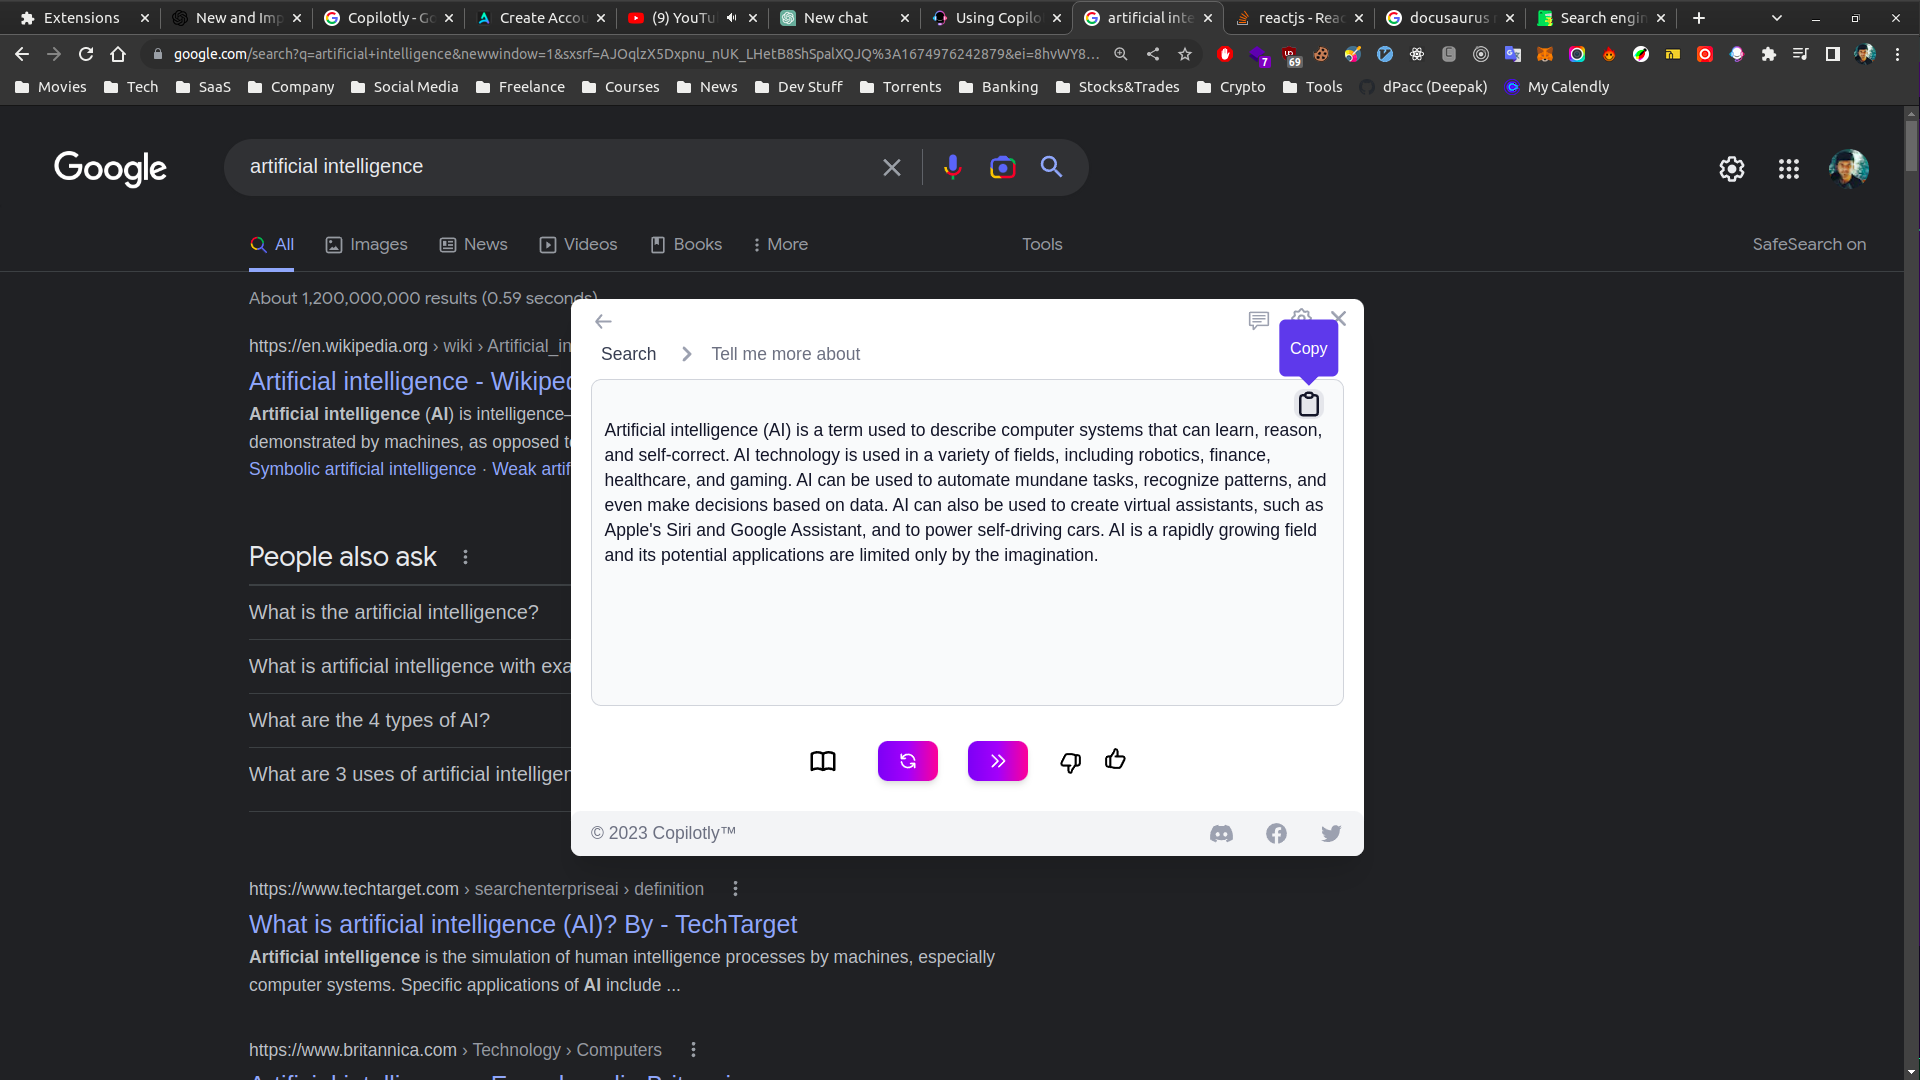 Extensions
New and Imp
Copilotly - Go
Create Accou
(9) YouTu
New chat
Using Copilo
artificial inte
reactjs - Reac
docusaurus
Search engin
google.com/search?q=artificial+intelligence&newwindow=1&sxsrf=AJOqlzX5Dxpnu_nUK_LHetB8ShSpalXQJQ%3A1674976242879&ei=8hvWY8...
7
69
Movies
Tech
SaaS
Company
Social Media
Freelance
Courses
News
Dev Stuff
Torrents
Banking
Stocks&Trades
Crypto
Tools
dPacc (Deepak)
My Calendly
Google
artificial intelligence
All
Images
News
Videos
Books
More
Tools
SafeSearch on
About 1,200,000,000 results (0.59 seconds)
https://en.wikipedia.org › wiki › Artificial_in
Artificial intelligence - Wikiped
Artificial intelligence (AI) is intelligence–
demonstrated by machines, as opposed to
Symbolic artificial intelligence · Weak artif
People also ask
What is the artificial intelligence?
What is artificial intelligence with exa
What are the 4 types of AI?
What are 3 uses of artificial intelligen
Search
Tell me more about
Copy
Artificial intelligence (AI) is a term used to describe computer systems that can learn, reason,
and self-correct. AI technology is used in a variety of fields, including robotics, finance,
healthcare, and gaming. AI can be used to automate mundane tasks, recognize patterns, and
even make decisions based on data. AI can also be used to create virtual assistants, such as
Apple's Siri and Google Assistant, and to power self-driving cars. AI is a rapidly growing field
and its potential applications are limited only by the imagination.
© 2023 Copilotly™
https://www.techtarget.com › searchenterpriseai › definition
What is artificial intelligence (AI)? By - TechTarget
Artificial intelligence is the simulation of human intelligence processes by machines, especially
computer systems. Specific applications of AI include ...
https://www.britannica.com › Technology › Computers